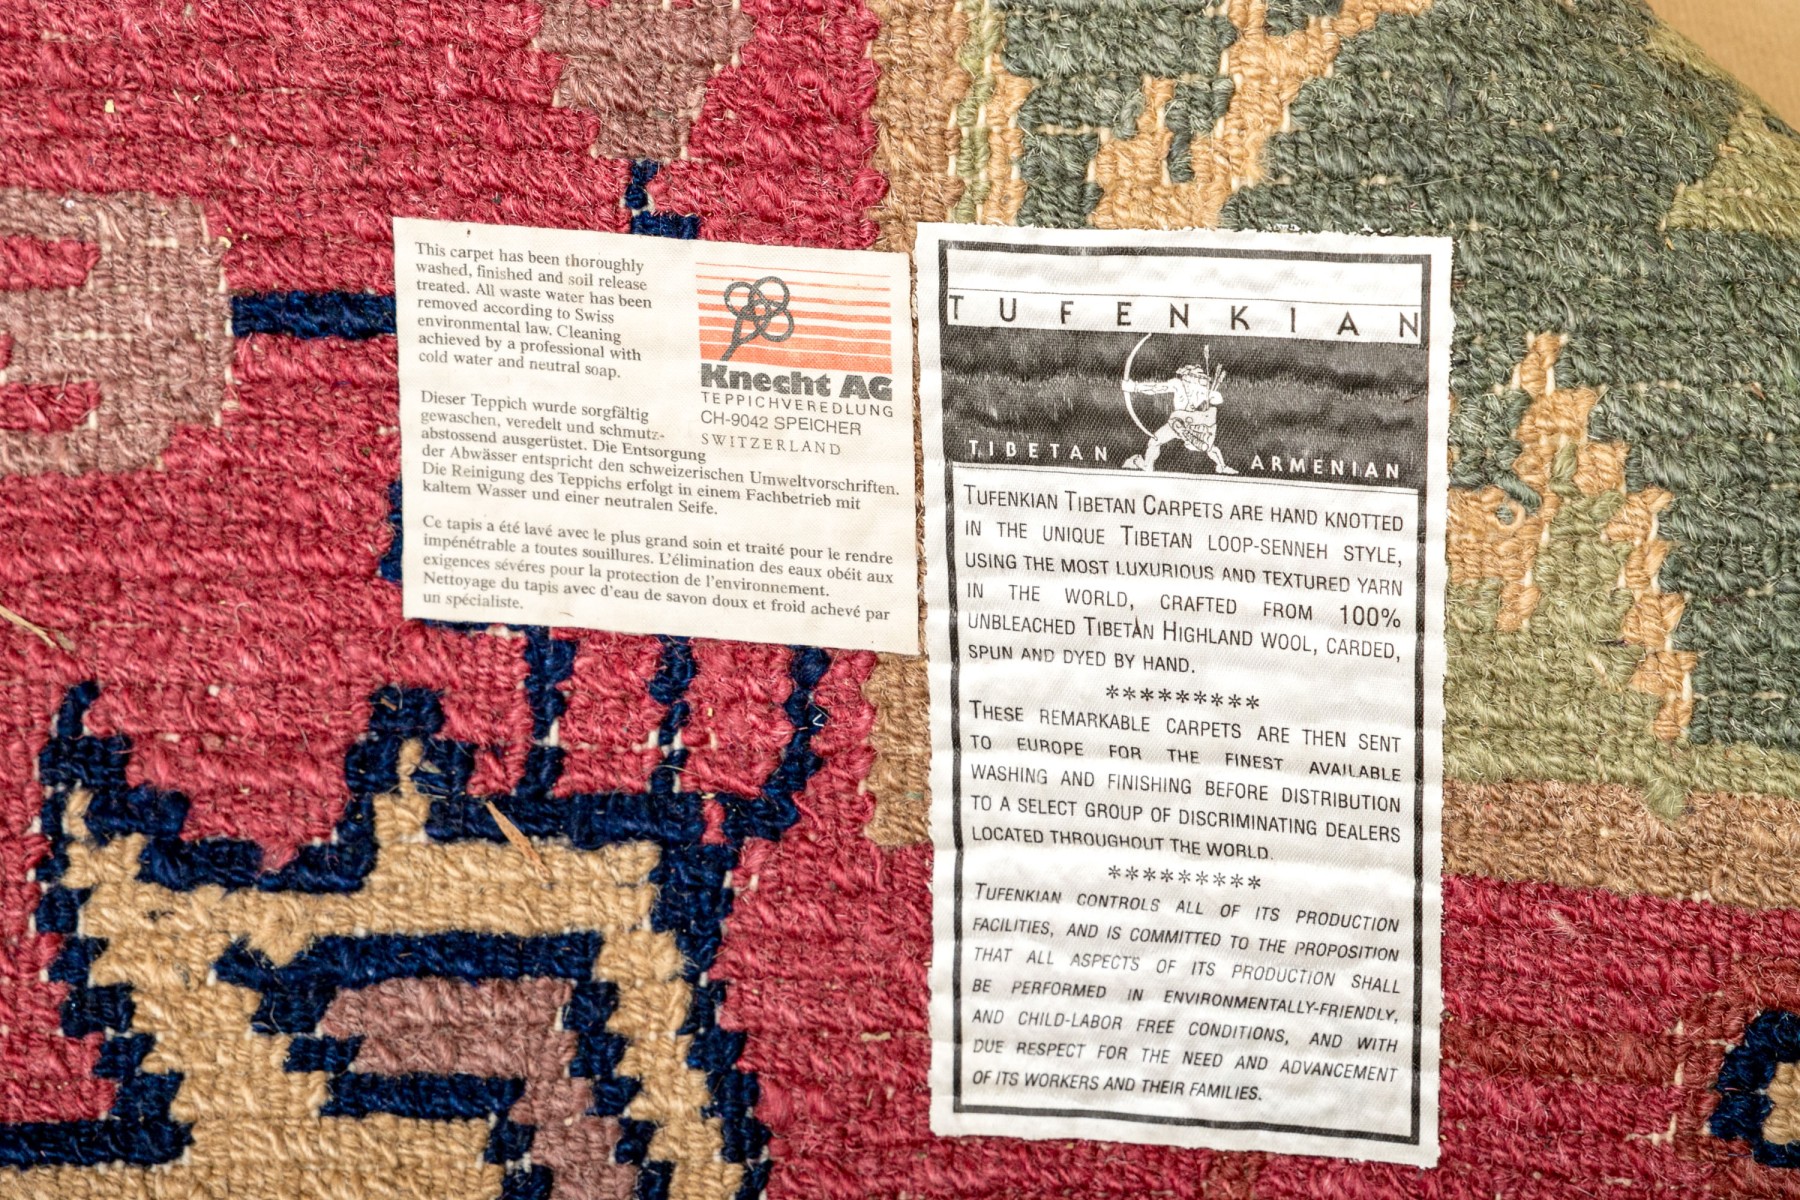 This carpet has been thoroughly
washed, finished and soil release
treated. All waste water has been
removed according to Swiss
environmental law. Cleaning
achieved by a professional with
cold water and neutral soap.
Dieser Teppich wurde sorgfältig
gewaschen, veredelt und schmutz-
abstossend ausgerüstet. Die Entsorgung
der Abwässer entspricht den schweizerischen Umweltvorschriften.
Die Reinigung des Teppichs erfolgt in einem Fachbetrieb mit
kaltem Wasser und einer neutralen Seife.
Ce tapis a été lavé avec le plus grand soin et traité pour le rendre
impénétrable a toutes souillures. L'élimination des eaux obéit aux
exigences sévéres pour la protection de l'environnement.
Nettoyage du tapis avec d'eau de savon doux et froid achevé par
un spécialiste.
Knecht AG
TEPPICHVEREDLUNG
CH-9042 SPEICHER
SWITZERLAND
TUFENKIAN
TIBETAN ARMENIAN
TUFENKIAN TIBETAN CARPETS ARE HAND KNOTTED
IN THE UNIQUE TIBETAN LOOP-SENNEH STYLE,
USING THE MOST LUXURIOUS AND TEXTURED YARN
IN THE WORLD, CRAFTED FROM 100%
UNBLEACHED TIBETAN HIGHLAND WOOL, CARDED,
SPUN AND DYED BY HAND.
*********
THESE REMARKABLE CARPETS ARE THEN SENT
TO EUROPE FOR THE FINEST AVAILABLE
WASHING AND FINISHING BEFORE DISTRIBUTION
TO A SELECT GROUP OF DISCRIMINATING DEALERS
LOCATED THROUGHOUT THE WORLD.
*********
TUFENKIAN CONTROLS ALL OF ITS PRODUCTION
FACILITIES, AND IS COMMITTED TO THE PROPOSITION
THAT ALL ASPECTS OF ITS PRODUCTION SHALL
BE PERFORMED IN ENVIRONMENTALLY-FRIENDLY,
AND CHILD-LABOR FREE CONDITIONS, AND WITH
DUE RESPECT FOR THE NEED AND ADVANCEMENT
OF ITS WORKERS AND THEIR FAMILIES.